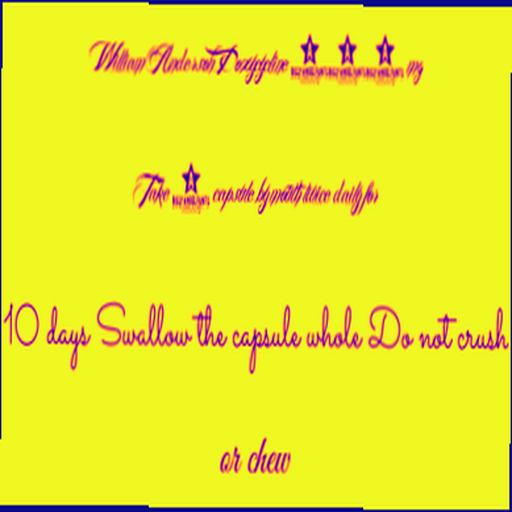 William Anderson Doxycycline mg
Take capsule by mouth twice daily for
10 days Swallow the capsule whole Do not crush
or chew